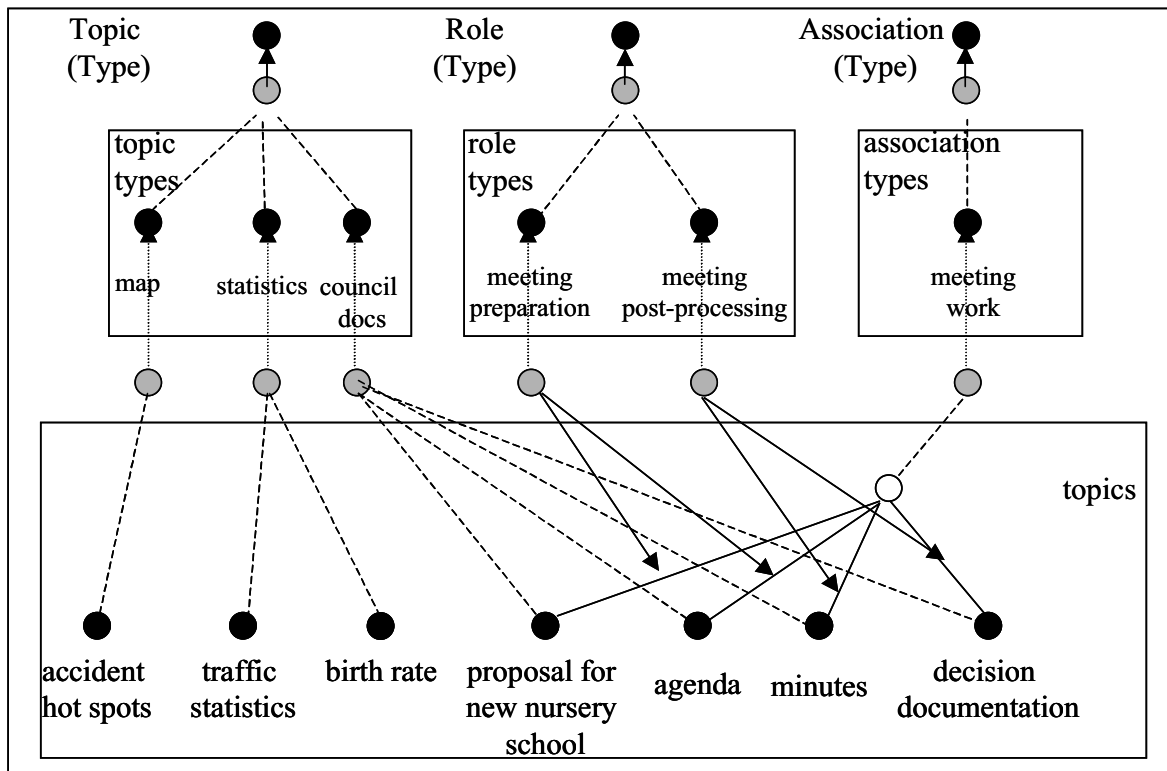 Topic
(Type)
Role
(Type)
Association
(Type)
topic
types
role
types
association
types
map
statistics
council
docs
meeting
preparation
meeting
post-processing
meeting
work
topics
accident
hot spots
traffic
statistics
birth rate
proposal for
new nursery
school
agenda
minutes
decision
documentation